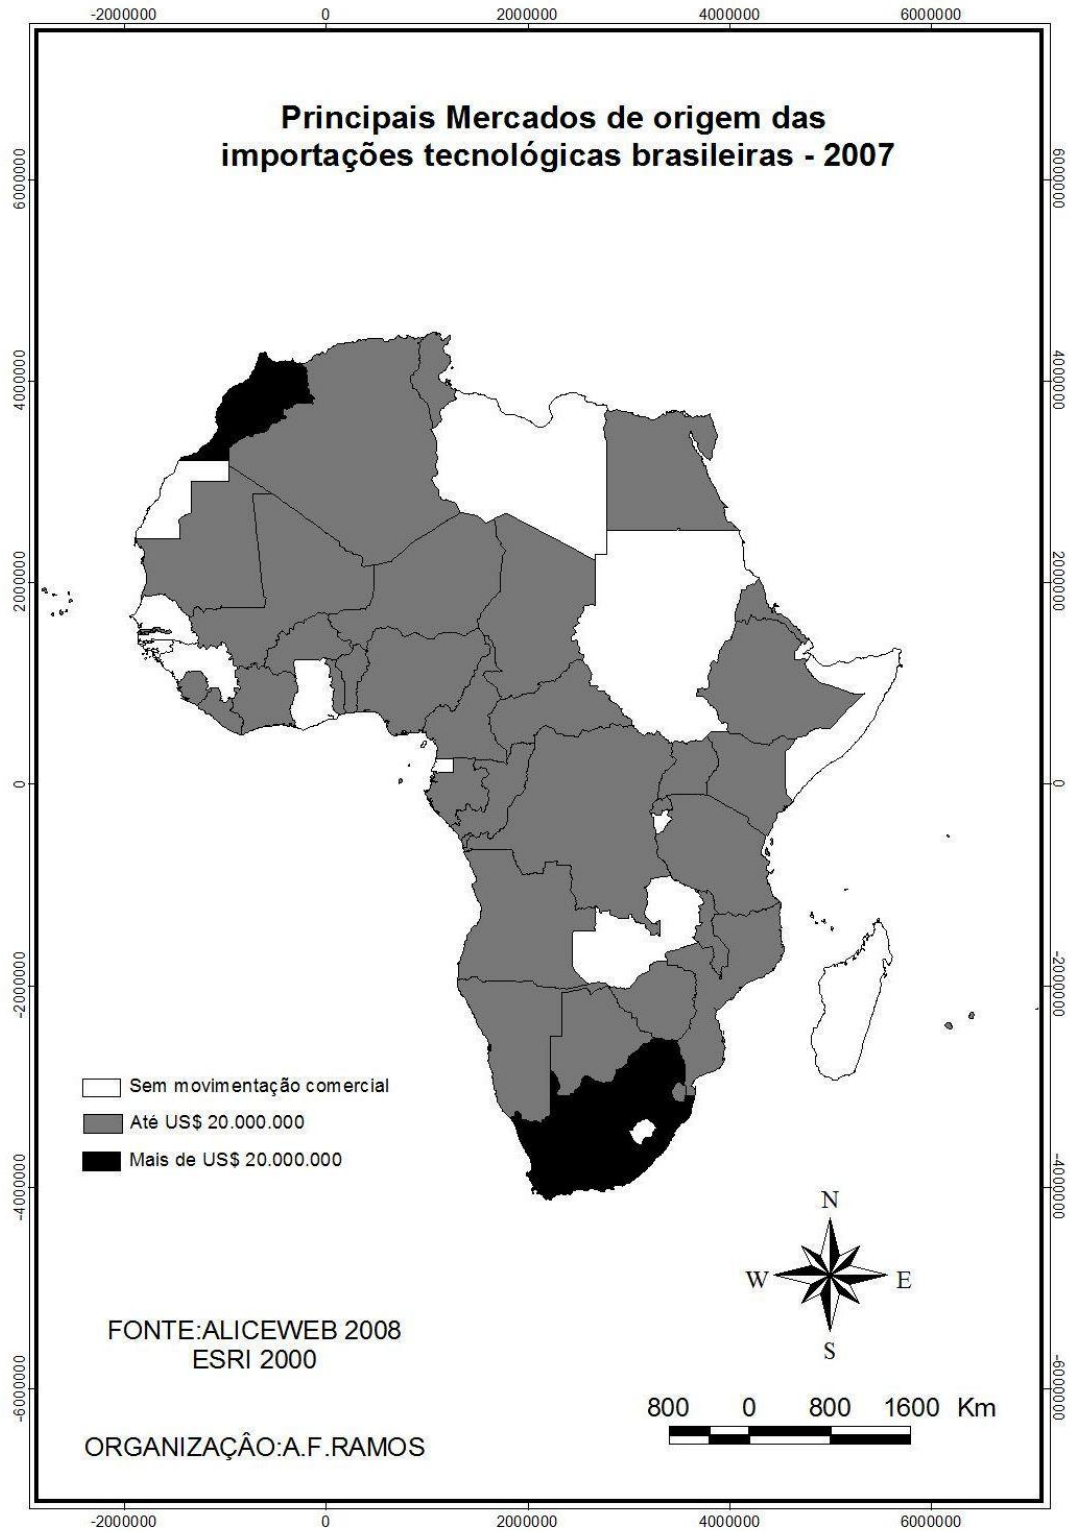 -2000000 0 2000000 4000000 6000000
Principais Mercados de origem das
importações tecnológicas brasileiras - 2007
6000000 6000000
4000000 4000000
2000000 2000000
0 0
-2000000 -2000000
Sem movimentação comercial
Até US$ 20.000.000
Mais de US$ 20.000.000
-4000000 -4000000
N
W E
S
FONTE:ALICEWEB 2008
ESRI 2000
-6000000 -6000000
800 0 800 1600 Km
ORGANIZAÇÂO:A.F.RAMOS
-2000000 0 2000000 4000000 6000000